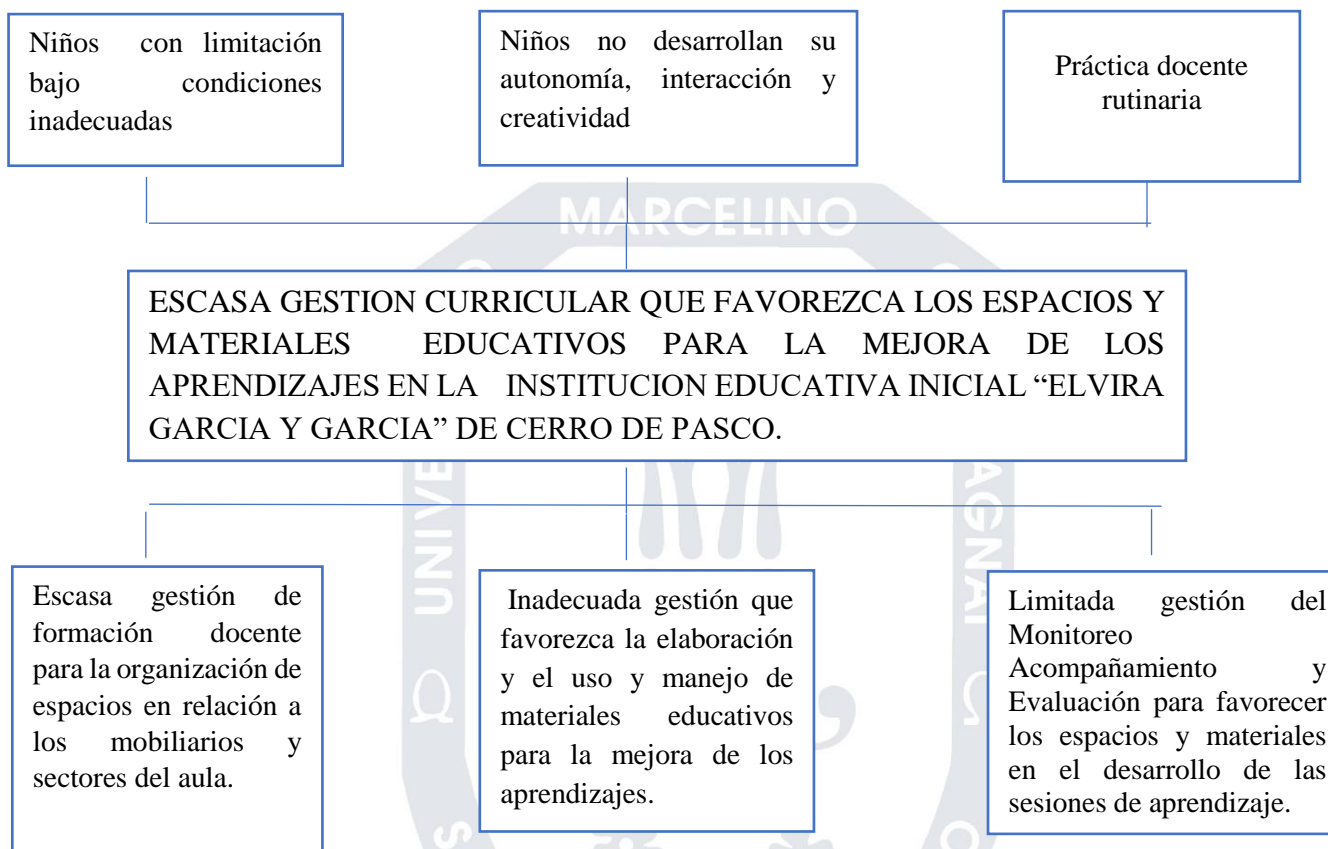 Niños con limitación
bajo condiciones
inadecuadas
Niños no desarrollan su
autonomía, interacción y
creatividad
Práctica docente
rutinaria
MARCELINO
ESCASA GESTION CURRICULAR QUE FAVOREZCA LOS ESPACIOS Y
MATERIALES EDUCATIVOS PARA LA MEJORA DE LOS
APRENDIZAJES EN LA INSTITUCION EDUCATIVA INICIAL “ELVIRA
GARCIA Y GARCIA” DE CERRO DE PASCO.
UNIVE
AGNAT
Escasa gestión de
formación docente
para la organización de
espacios en relación a
los mobiliarios y
sectores del aula.
Inadecuada gestión que
favorezca la elaboración
y el uso y manejo de
materiales educativos
para la mejora de los
aprendizajes.
Limitada gestión del
Monitoreo
Acompañamiento y
Evaluación para favorecer
los espacios y materiales
en el desarrollo de las
sesiones de aprendizaje.